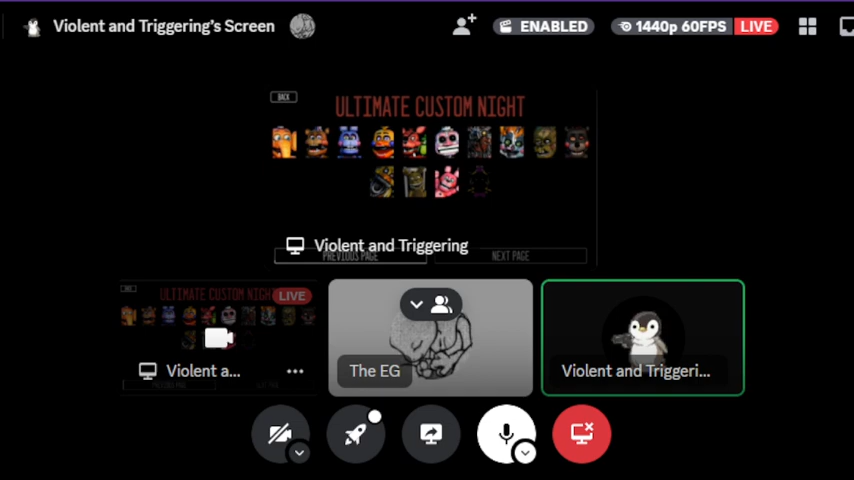 Violent and Triggering's Screen
ENABLED
1440p 60FPS LIVE
BACK
ULTIMATE CUSTOM NIGHT
Violent and Triggering
PREVIOUS PAGE
NEXT PAGE
ULTIMATE CUSTOM NIGHT
LIVE
Violent a...
The EG
Violent and Triggeri...